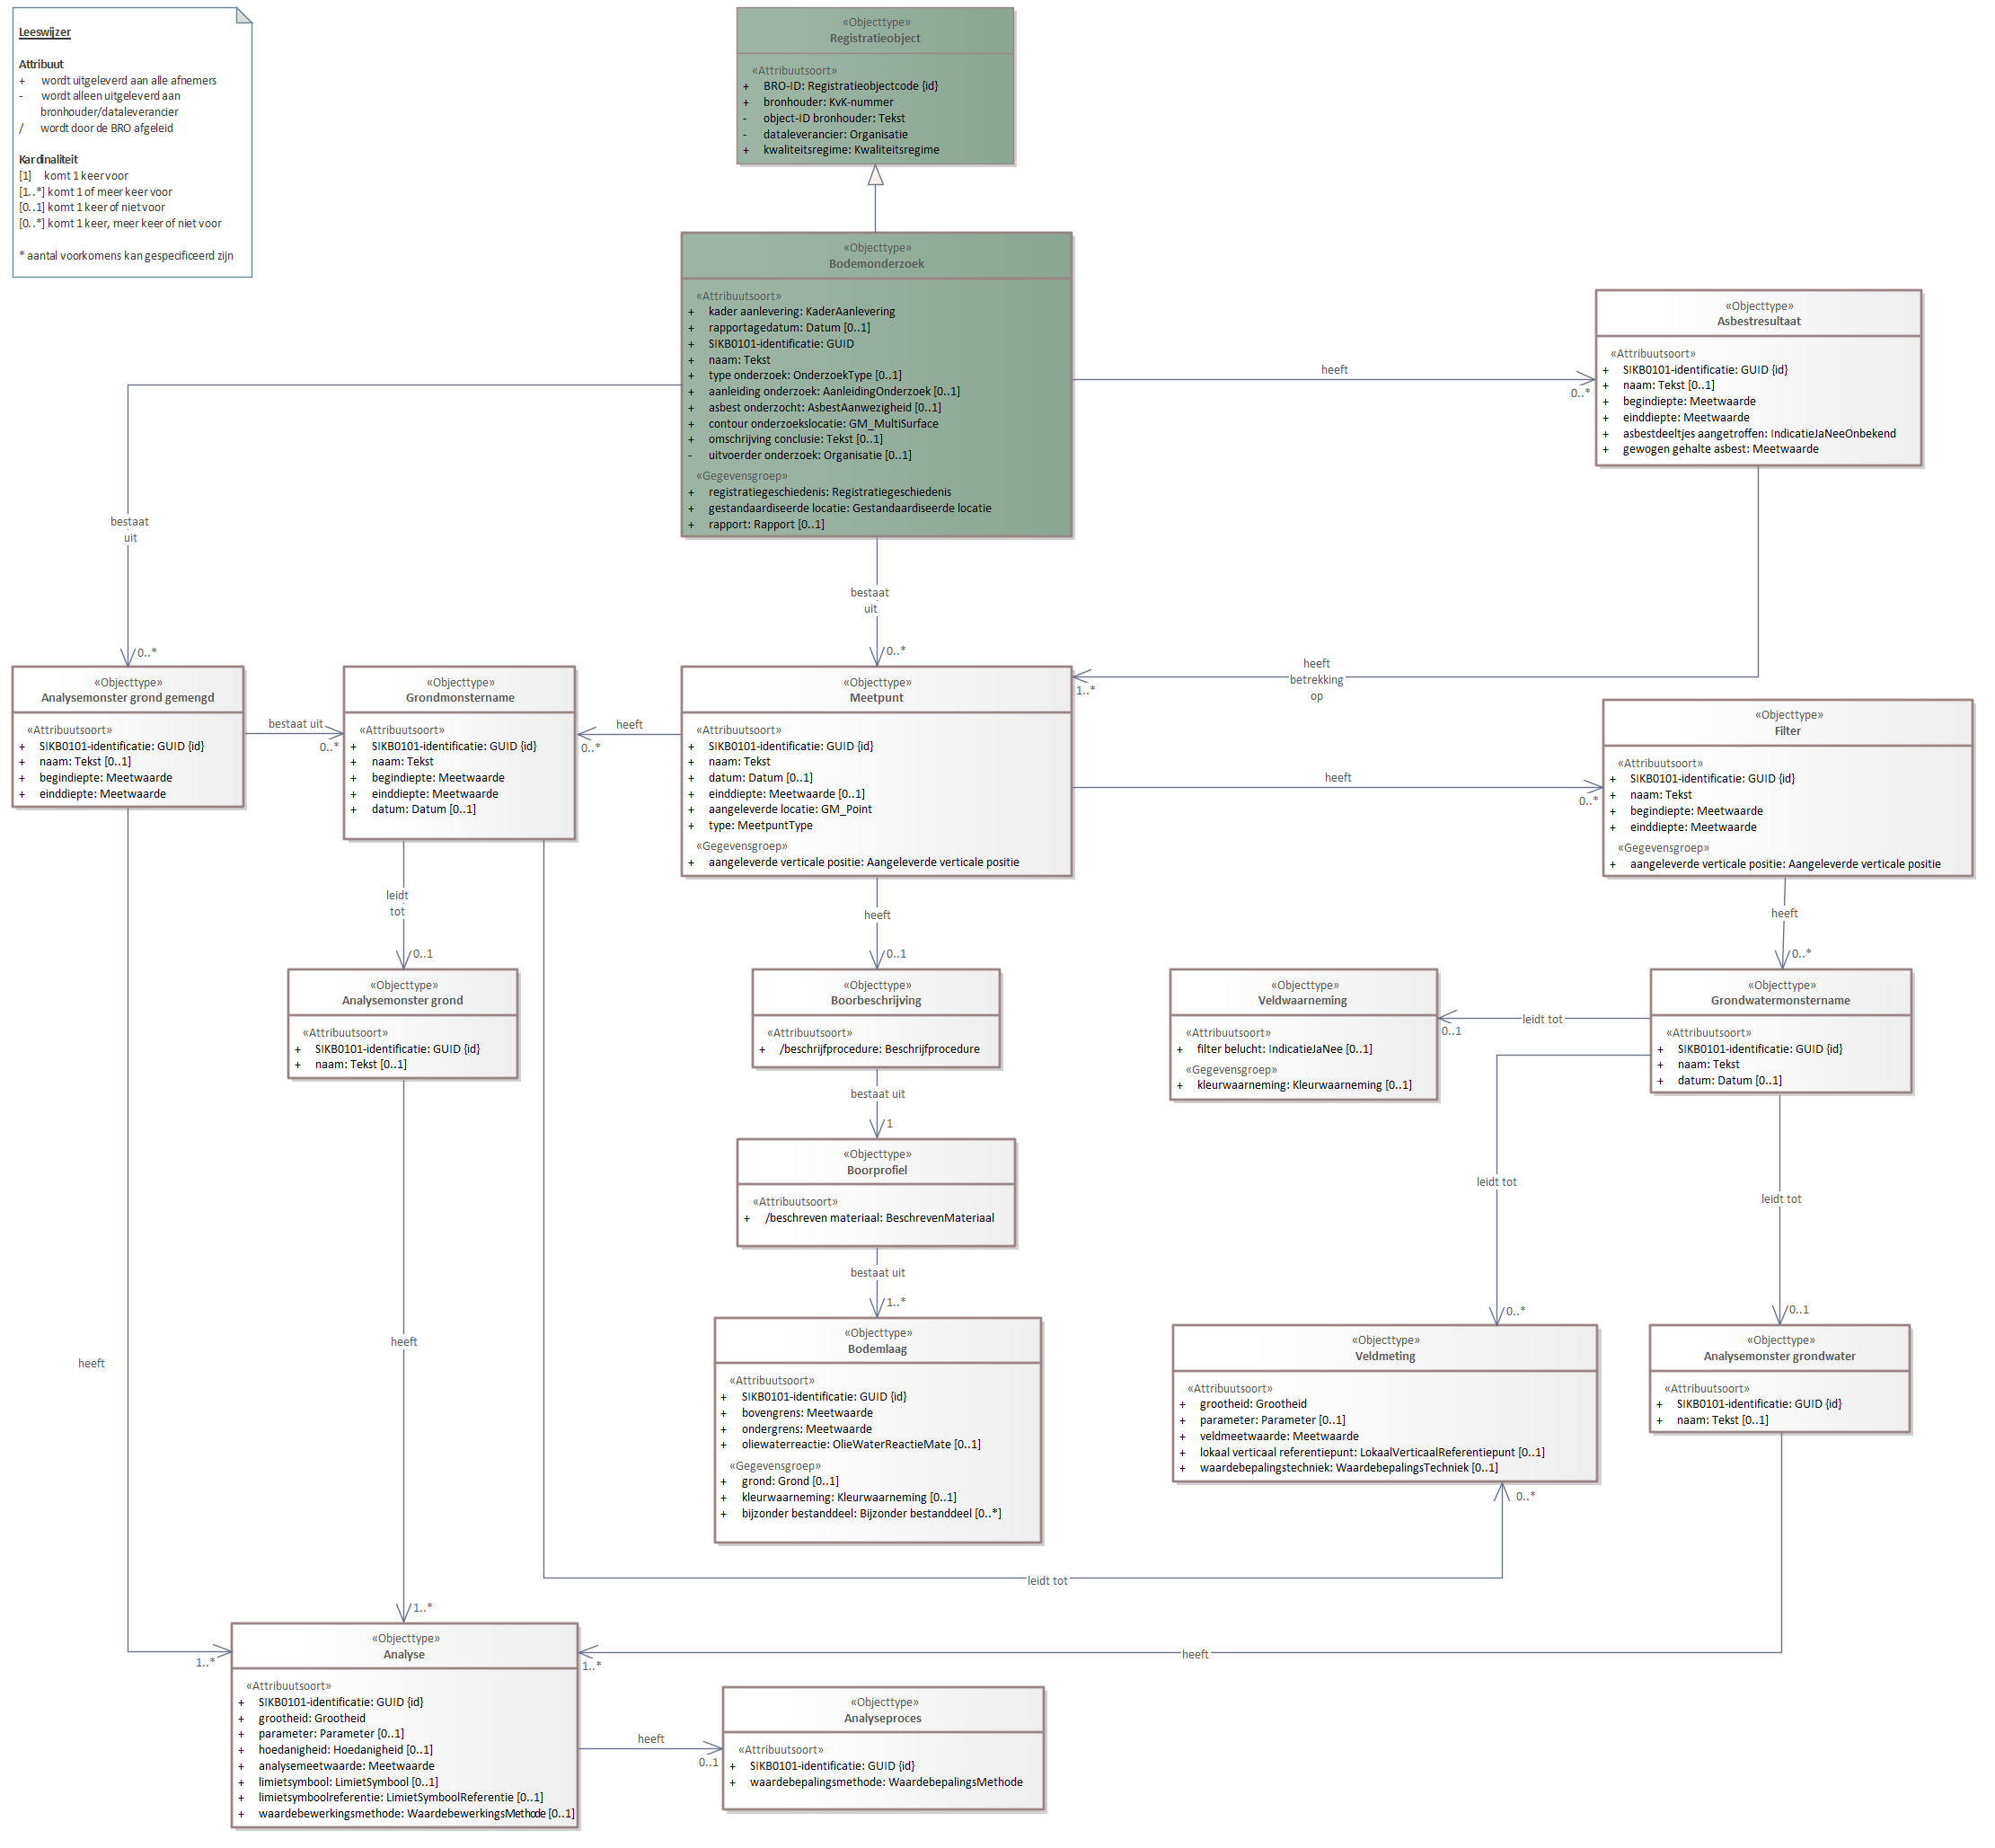 Leeswijzer
Attribuut
+ wordt uitgeleverd aan alle afnemers
- wordt alleen uitgeleverd aan
bronhouder/dataleverancier
/ wordt door de BRO afgeleid
Kardinaliteit
[1] komt 1 keer voor
[1..*] komt 1 of meer keer voor
[0..1] komt 1 keer of niet voor
[0..*] komt 1 keer, meer keer of niet voor
* aantal voorkomens kan gespecificeerd zijn
«Objecttype»
Registratieobject
«Attribuutsoort»
+ BRO-ID: Registratieobjectcode {id}
+ bronhouder: KvK-nummer
- object-ID bronhouder: Tekst
- dataleverancier: Organisatie
+ kwaliteitsregime: Kwaliteitsregime
«Objecttype»
Bodemonderzoek
«Attribuutsoort»
+ kader aanlevering: KaderAanlevering
+ rapportagedatum: Datum [0..1]
+ SIKB0101-identificatie: GUID
+ naam: Tekst
+ type onderzoek: OnderzoekType [0..1]
+ aanleiding onderzoek: AanleidingOnderzoek [0..1]
+ asbest onderzocht: AsbestAanwezigheid [0..1]
+ contour onderzoekslocatie: GM_MultiSurface
+ omschrijving conclusie: Tekst [0..1]
- uitvoerder onderzoek: Organisatie [0..1]
«Gegevensgroep»
+ registratiegeschiedenis: Registratiegeschiedenis
+ gestandaardiseerde locatie: Gestandaardiseerde locatie
+ rapport: Rapport [0..1]
heeft
0..*
«Objecttype»
Asbestresultaat
«Attribuutsoort»
+ SIKB0101-identificatie: GUID {id}
+ naam: Tekst [0..1]
+ begindiepte: Meetwaarde
+ einddiepte: Meetwaarde
+ asbestdeeltjes aangetroffen: IndicatieJaNeeOnbekend
+ gewogen gehalte asbest: Meetwaarde
bestaat
uit
0..*
bestaat
uit
0..*
heeft
betrekking
op
1..*
«Objecttype»
Analysemonster grond gemengd
«Attribuutsoort»
+ SIKB0101-identificatie: GUID {id}
+ naam: Tekst [0..1]
+ begindiepte: Meetwaarde
+ einddiepte: Meetwaarde
bestaat uit
0..*
«Objecttype»
Grondmonstername
«Attribuutsoort»
+ SIKB0101-identificatie: GUID {id}
+ naam: Tekst
+ begindiepte: Meetwaarde
+ einddiepte: Meetwaarde
+ datum: Datum [0..1]
heeft
0..*
«Objecttype»
Meetpunt
«Attribuutsoort»
+ SIKB0101-identificatie: GUID {id}
+ naam: Tekst
+ datum: Datum [0..1]
+ einddiepte: Meetwaarde [0..1]
+ aangeleverde locatie: GM_Point
+ type: MeetpuntType
«Gegevensgroep»
+ aangeleverde verticale positie: Aangeleverde verticale positie
heeft
0..*
«Objecttype»
Filter
«Attribuutsoort»
+ SIKB0101-identificatie: GUID {id}
+ naam: Tekst
+ begindiepte: Meetwaarde
+ einddiepte: Meetwaarde
«Gegevensgroep»
+ aangeleverde verticale positie: Aangeleverde verticale positie
leidt
tot
0..1
heeft
0..1
heeft
0..*
«Objecttype»
Analysemonster grond
«Attribuutsoort»
+ SIKB0101-identificatie: GUID {id}
+ naam: Tekst [0..1]
«Objecttype»
Boorbeschrijving
«Attribuutsoort»
+ /beschrijfprocedure: Beschrijfprocedure
«Objecttype»
Veldwaarneming
«Attribuutsoort»
+ filter belucht: IndicatieJaNee [0..1]
«Gegevensgroep»
+ kleurwaarneming: Kleurwaarneming [0..1]
leidt tot
0..1
«Objecttype»
Grondwatermonstername
«Attribuutsoort»
+ SIKB0101-identificatie: GUID {id}
+ naam: Tekst
+ datum: Datum [0..1]
bestaat uit
1
«Objecttype»
Boorprofiel
«Attribuutsoort»
+ /beschreven materiaal: BeschrevenMateriaal
leidt tot
0..*
leidt tot
0..1
bestaat uit
1..*
«Objecttype»
Bodemlaag
«Attribuutsoort»
+ SIKB0101-identificatie: GUID {id}
+ bovengrens: Meetwaarde
+ ondergrens: Meetwaarde
+ oliewaterreactie: OlieWaterReactieMate [0..1]
«Gegevensgroep»
+ grond: Grond [0..1]
+ kleurwaarneming: Kleurwaarneming [0..1]
+ bijzonder bestanddeel: Bijzonder bestanddeel [0..*]
«Objecttype»
Veldmeting
«Attribuutsoort»
+ grootheid: Grootheid
+ parameter: Parameter [0..1]
+ veldmeetwaarde: Meetwaarde
+ lokaal verticaal referentiepunt: LokaalVerticaalReferentiepunt [0..1]
+ waardebepalingstechniek: WaardebepalingsTechniek [0..1]
0..*
«Objecttype»
Analysemonster grondwater
«Attribuutsoort»
+ SIKB0101-identificatie: GUID {id}
+ naam: Tekst [0..1]
heeft
heeft
leidt tot
1..*
1..*
heeft
1..*
«Objecttype»
Analyse
«Attribuutsoort»
+ SIKB0101-identificatie: GUID {id}
+ grootheid: Grootheid
+ parameter: Parameter [0..1]
+ hoedanigheid: Hoedanigheid [0..1]
+ analysemeetwaarde: Meetwaarde
+ limietsymbool: LimietSymbool [0..1]
+ limietsymboolreferentie: LimietSymboolReferentie [0..1]
+ waardebewerkingsmethode: WaardebewerkingsMethode [0..1]
heeft
0..1
«Objecttype»
Analyseproces
«Attribuutsoort»
+ SIKB0101-identificatie: GUID {id}
+ waardebepalingsmethode: WaardebepalingsMethode